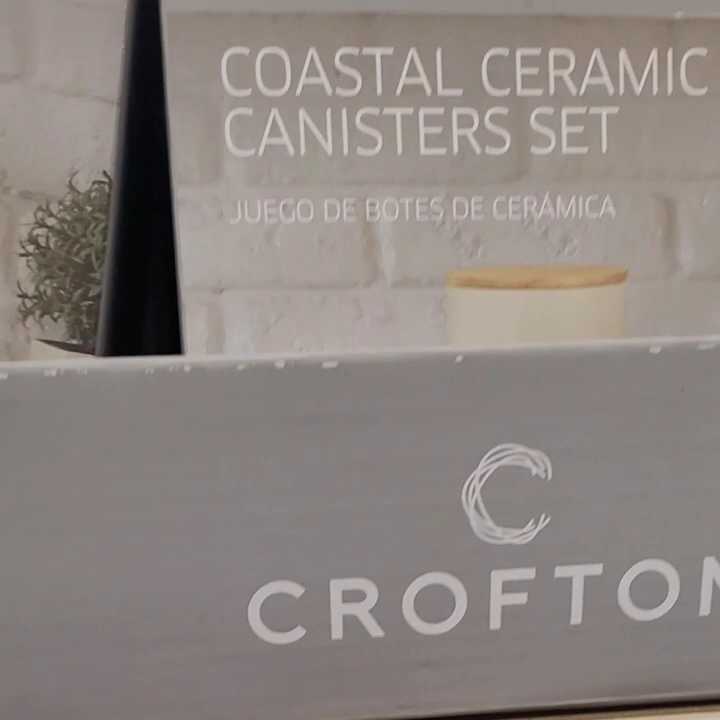 COASTAL CERAMIC
CANISTERS SET
JUEGO DE BOTES DE CERÁMICA
C
CROFTON